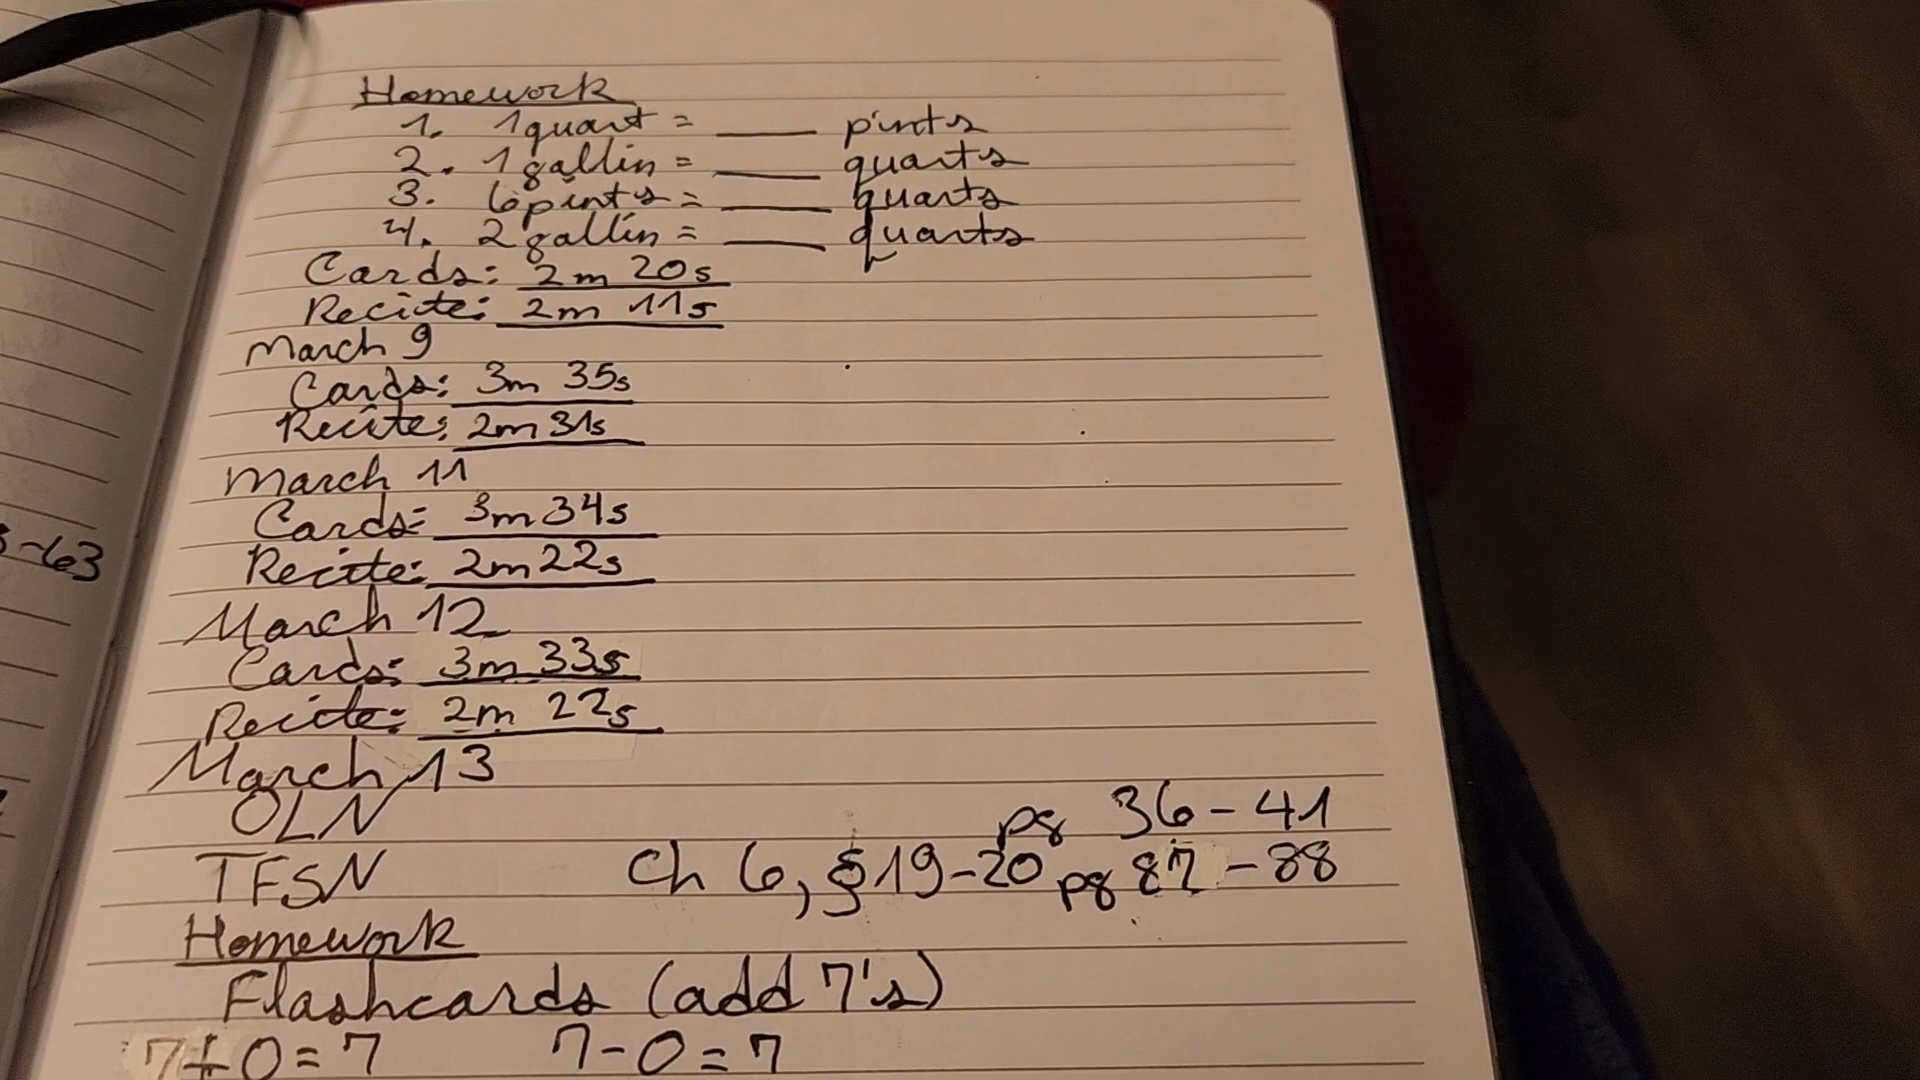 Homework
1. 1 quart = ____ pints
2. 1 gallin = ____ quarts
3. 6 pints = ____ quarts
4. 2 gallin = ____ quarts
Cards: 2m 20s
Recite: 2m 11s
March 9
Cards: 3m 35s
Recite: 2m 31s
March 11
Cards: 3m 34s
Recite: 2m 22s
March 12
Cards: 3m 33s
Recite: 2m 22s
March 13
OLN pg 36-41
TFSN Ch 6, §19-20 pg 87-88
Homework
Flashcards (add 7's)
7+0=7 7-0=7
-63